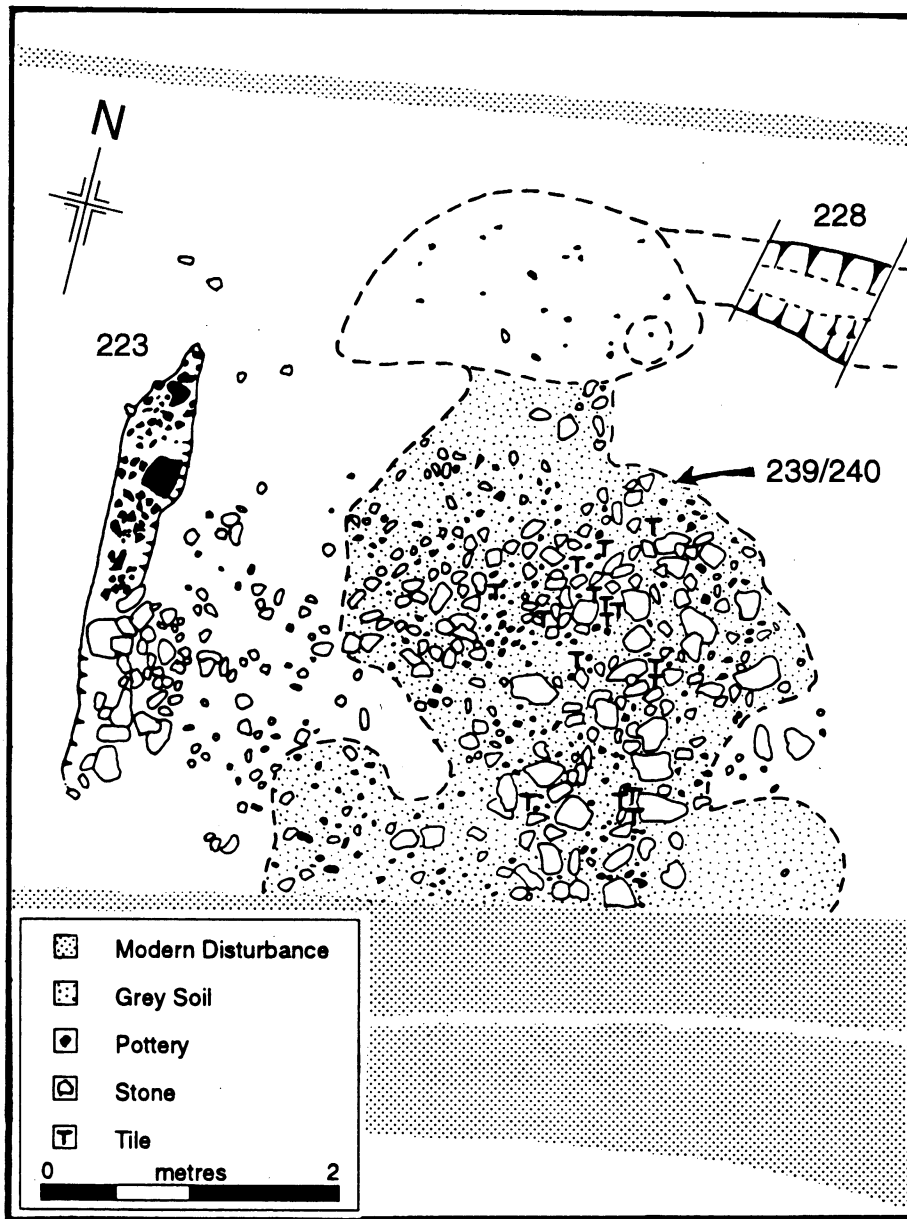 N
228
223
239/240
Modern Disturbance
Grey Soil
Pottery
Stone
T Tile
0 metres 2